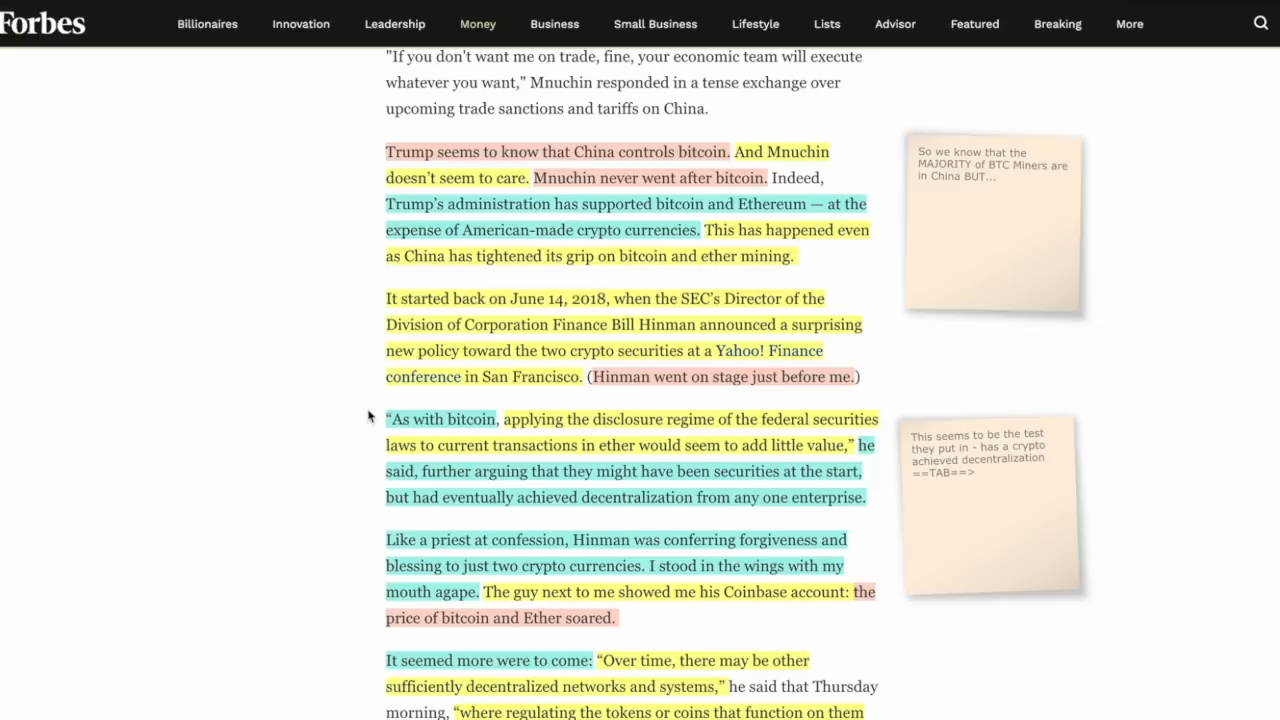 Forbes
Billionaires Innovation Leadership Money Business Small Business Lifestyle Lists Advisor Featured Breaking More
"If you don't want me on trade, fine, your economic team will execute
whatever you want," Mnuchin responded in a tense exchange over
upcoming trade sanctions and tariffs on China.
Trump seems to know that China controls bitcoin. And Mnuchin
doesn’t seem to care. Mnuchin never went after bitcoin. Indeed,
Trump’s administration has supported bitcoin and Ethereum — at the
expense of American-made crypto currencies. This has happened even
as China has tightened its grip on bitcoin and ether mining.
So we know that the
MAJORITY of BTC Miners are
in China BUT...
It started back on June 14, 2018, when the SEC’s Director of the
Division of Corporation Finance Bill Hinman announced a surprising
new policy toward the two crypto securities at a Yahoo! Finance
conference in San Francisco. (Hinman went on stage just before me.)
“As with bitcoin, applying the disclosure regime of the federal securities
laws to current transactions in ether would seem to add little value,” he
said, further arguing that they might have been securities at the start,
but had eventually achieved decentralization from any one enterprise.
This seems to be the test
they put in - has a crypto
achieved decentralization
==TAB==>
Like a priest at confession, Hinman was conferring forgiveness and
blessing to just two crypto currencies. I stood in the wings with my
mouth agape. The guy next to me showed me his Coinbase account: the
price of bitcoin and Ether soared.
It seemed more were to come: “Over time, there may be other
sufficiently decentralized networks and systems,” he said that Thursday
morning, “where regulating the tokens or coins that function on them